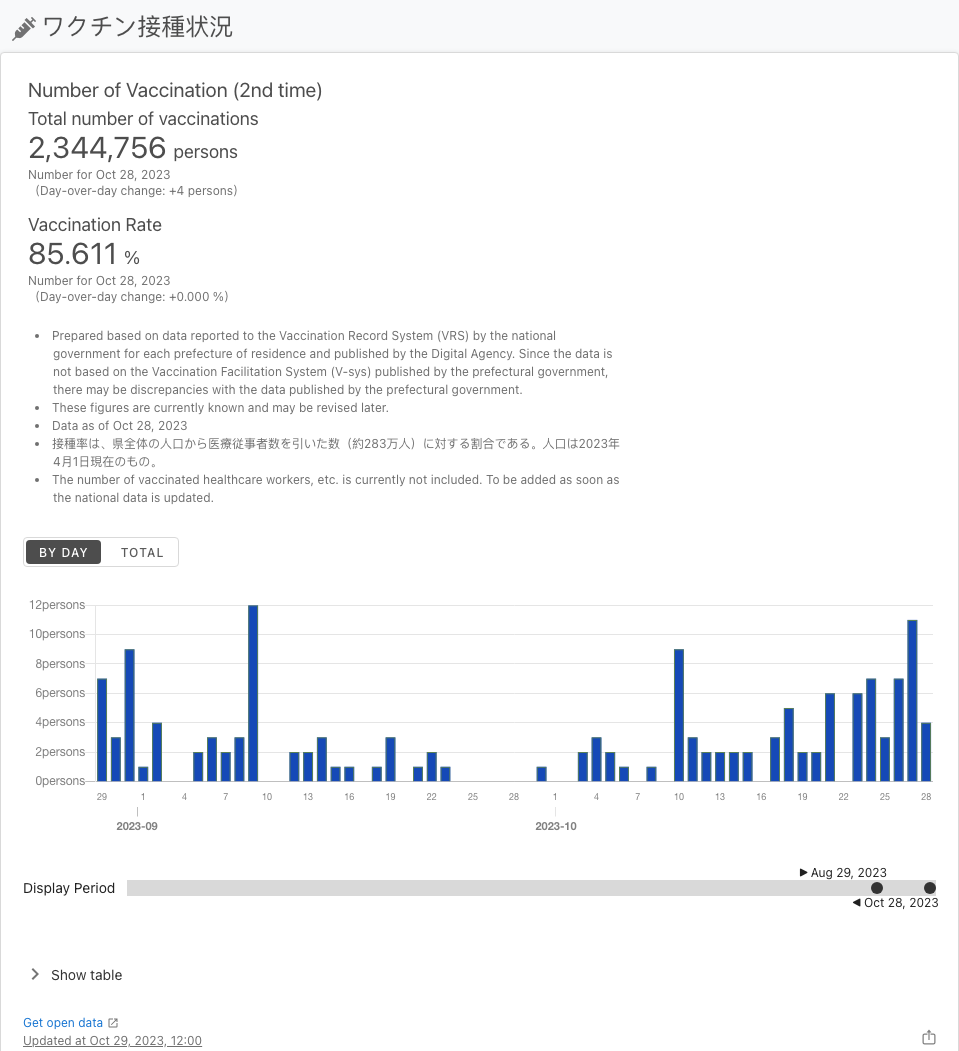 ワクチン接種状況
Number of Vaccination (2nd time)
Total number of vaccinations
2,344,756 persons
Number for Oct 28, 2023
(Day-over-day change: +4 persons)
Vaccination Rate
85.611 %
Number for Oct 28, 2023
(Day-over-day change: +0.000 %)
• Prepared based on data reported to the Vaccination Record System (VRS) by the national
government for each prefecture of residence and published by the Digital Agency. Since the data is
not based on the Vaccination Facilitation System (V-sys) published by the prefectural government,
there may be discrepancies with the data published by the prefectural government.
• These figures are currently known and may be revised later.
• Data as of Oct 28, 2023
• 接種率は、県全体の人口から医療従事者数を引いた数（約283万人）に対する割合である。人口は2023年
4月1日現在のもの。
• The number of vaccinated healthcare workers, etc. is currently not included. To be added as soon as
the national data is updated.
BY DAY TOTAL
12persons
10persons
8persons
6persons
4persons
2persons
0persons
29 1 4 7 10 13 16 19 22 25 28 1 4 7 10 13 16 19 22 25 28
2023-09 2023-10
Aug 29, 2023
Display Period
Oct 28, 2023
Show table
Get open data
Updated at Oct 29, 2023, 12:00